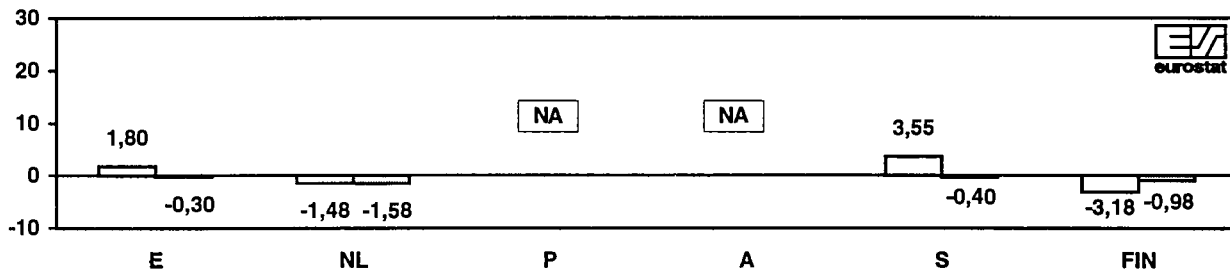 30
20
eurostat
10
NA
NA
1,80
3,55
0
-0,30
-1,48
-1,58
-0,40
-3,18
-0,98
-10
E
NL
P
A
S
FIN